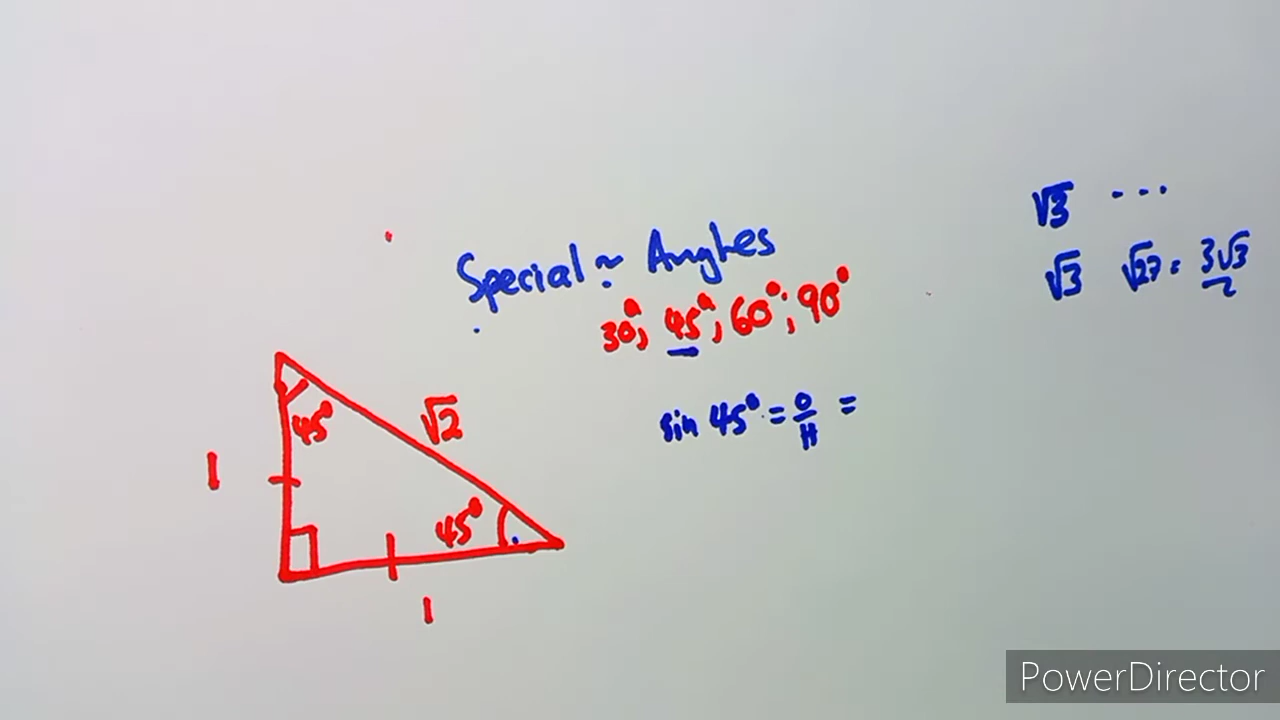 √3 ...
√3 √27 = 3√3
Special Angles
30°; 45°; 60°; 90°
sin 45° = O/H =
45°
√2
1
45°
1
PowerDirector